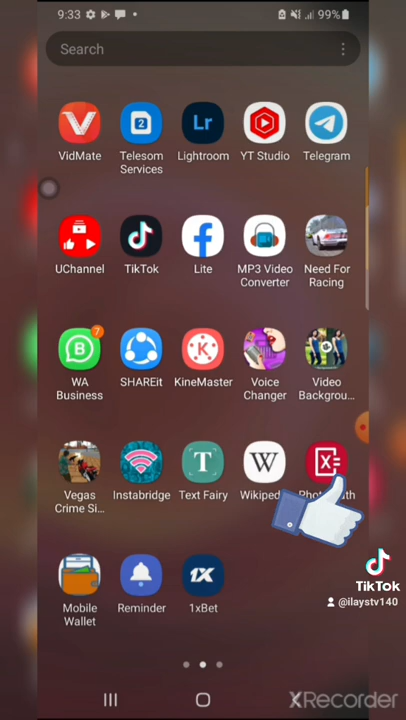 9:33
99%
Search
VidMate
Telesom
Services
Lightroom
YT Studio
Telegram
UChannel
TikTok
Lite
MP3 Video
Converter
Need For
Racing
WA
Business
SHAREit
KineMaster
Voice
Changer
Video
Backgrou...
7
Vegas
Crime Si...
Instabridge
Text Fairy
Mobile
Wallet
Reminder
1xBet
TikTok
@ilaystv140
XRecorder